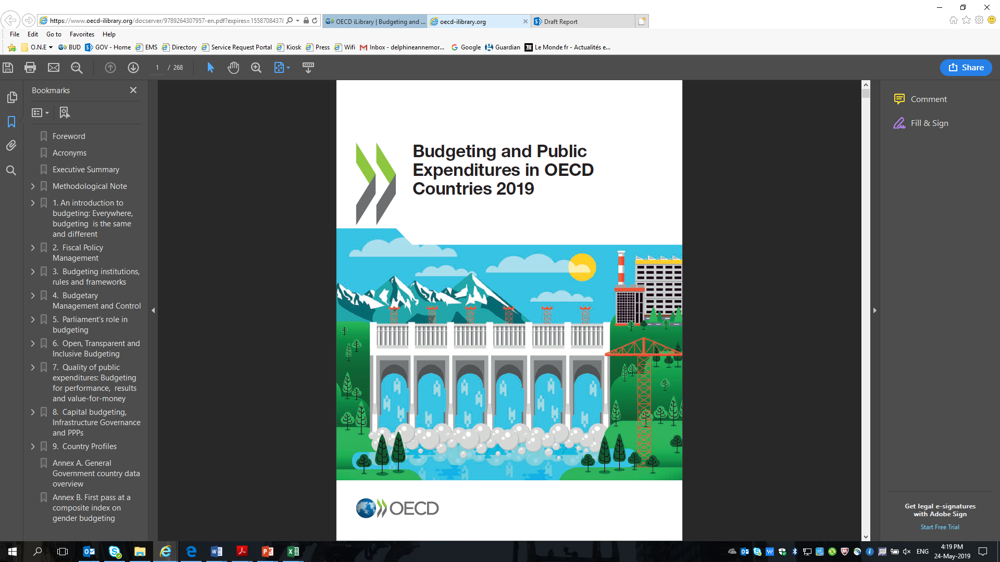 https://www.oecd-ilibrary.org/docserver/9789264307957-en.pdf?expires=1558708437&
OECD iLibrary | Budgeting and ...
oecd-ilibrary.org
Draft Report
File Edit Go to Favorites Help
O.N.E BUD GOV - Home EMS Directory Service Request Portal Kiosk Press Wifi Inbox - delphineannemor... Google Guardian Le Monde fr - Actualités e...
1 / 268
Share
Bookmarks
Foreword
Acronyms
Executive Summary
Methodological Note
1. An introduction to
budgeting: Everywhere,
budgeting is the same
and different
2. Fiscal Policy
Management
3. Budgeting institutions,
rules and frameworks
4. Budgetary
Management and Control
5. Parliament's role in
budgeting
6. Open, Transparent and
Inclusive Budgeting
7. Quality of public
expenditures: Budgeting
for performance, results
and value-for-money
8. Capital budgeting,
Infrastructure Governance
and PPPs
9. Country Profiles
Annex A. General
Government country data
overview
Annex B. First pass at a
composite index on
gender budgeting
Budgeting and Public
Expenditures in OECD
Countries 2019
OECD
Comment
Fill & Sign
Get legal e-signatures
with Adobe Sign
Start Free Trial
ENG
4:19 PM
24-May-2019